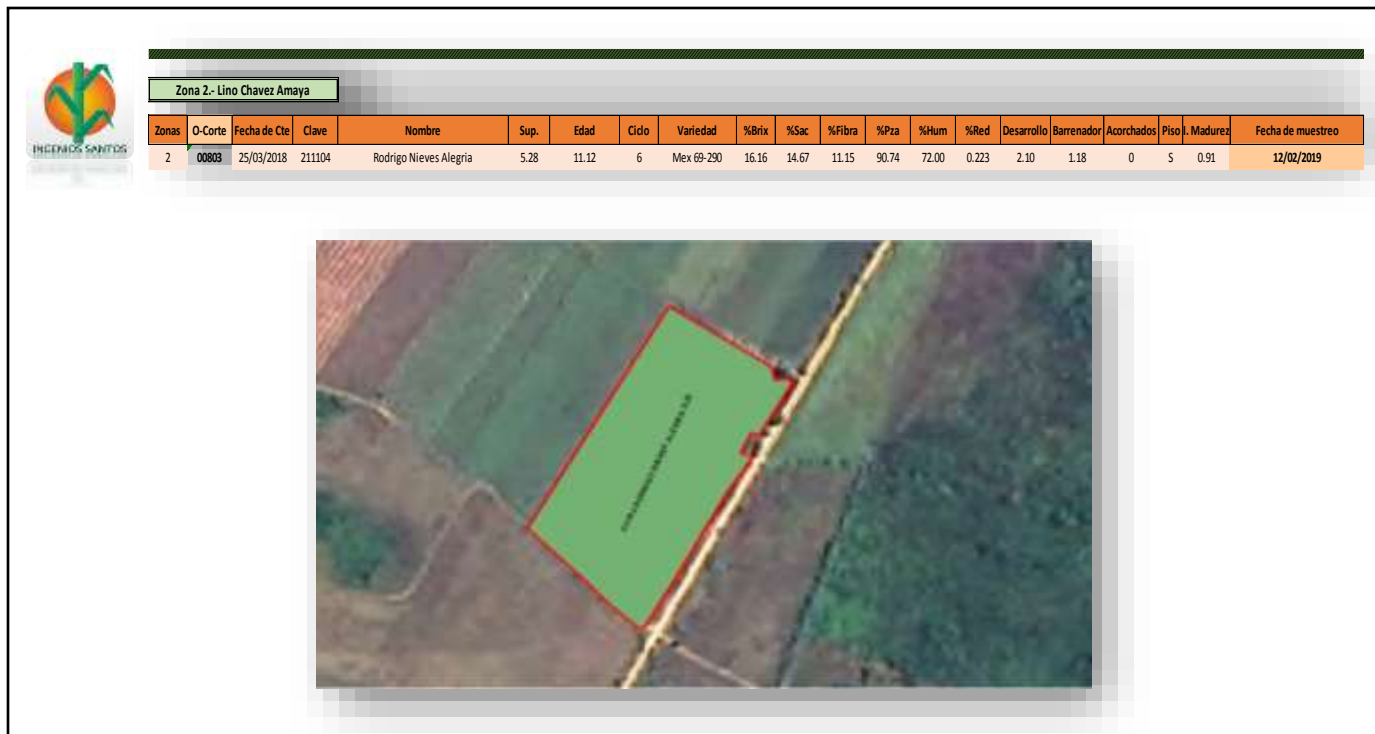 INGENIOS SANTOS
Zona 2.- Lino Chavez Amaya
Zonas O-Corte Fecha de Cte Clave Nombre Sup. Edad Ciclo Variedad %Brix %Sac %Fibra %Pza %Hum %Red Desarrollo Barrenador Acorchados Piso I. Madurez Fecha de muestreo
2 00803 25/03/2018 211104 Rodrigo Nieves Alegria 5.28 11.12 6 Mex 69-290 16.16 14.67 11.15 90.74 72.00 0.223 2.10 1.18 0 S 0.91 12/02/2019